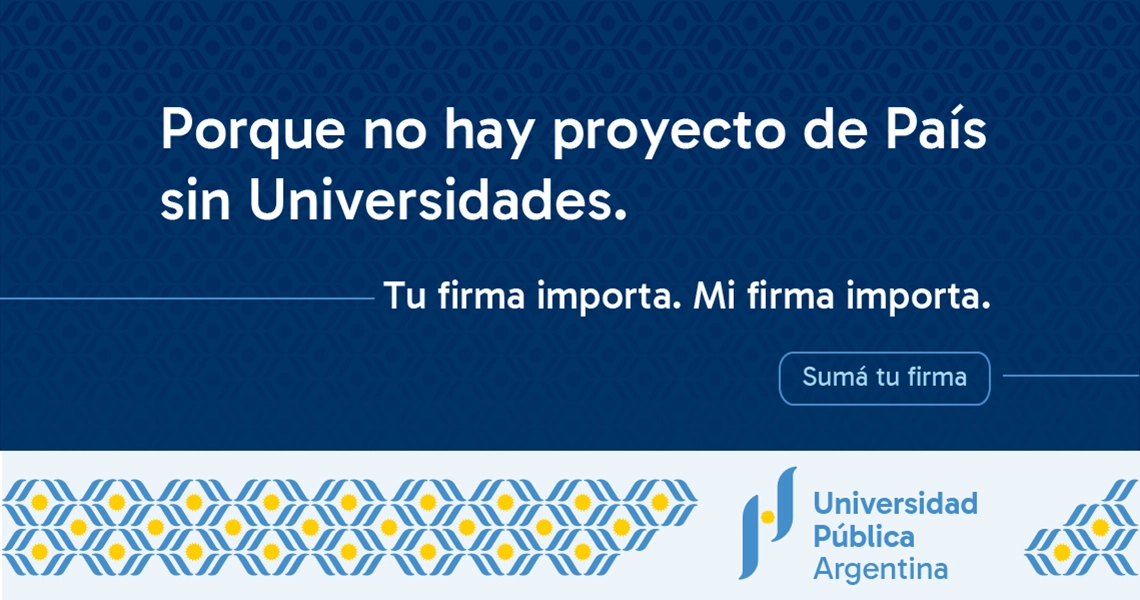 Porque no hay proyecto de País
sin Universidades.
Tu firma importa. Mi firma importa.
Sumá tu firma
Universidad
Pública
Argentina